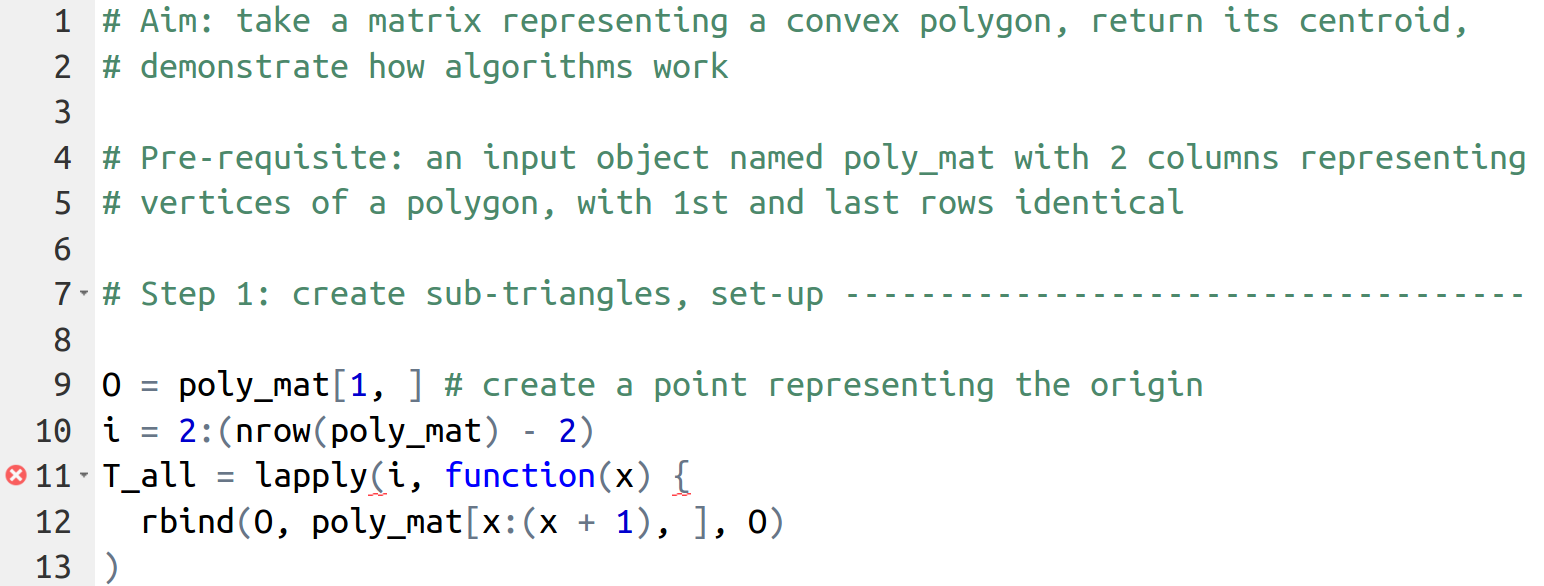 1 # Aim: take a matrix representing a convex polygon, return its centroid,
2 # demonstrate how algorithms work
3
4 # Pre-requisite: an input object named poly_mat with 2 columns representing
5 # vertices of a polygon, with 1st and last rows identical
6
7 # Step 1: create sub-triangles, set-up ------------------------------------
8
9 O = poly_mat[1, ] # create a point representing the origin
10 i = 2:(nrow(poly_mat) - 2)
11 T_all = lapply(i, function(x) {
12   rbind(O, poly_mat[x:(x + 1), ], O)
13 )